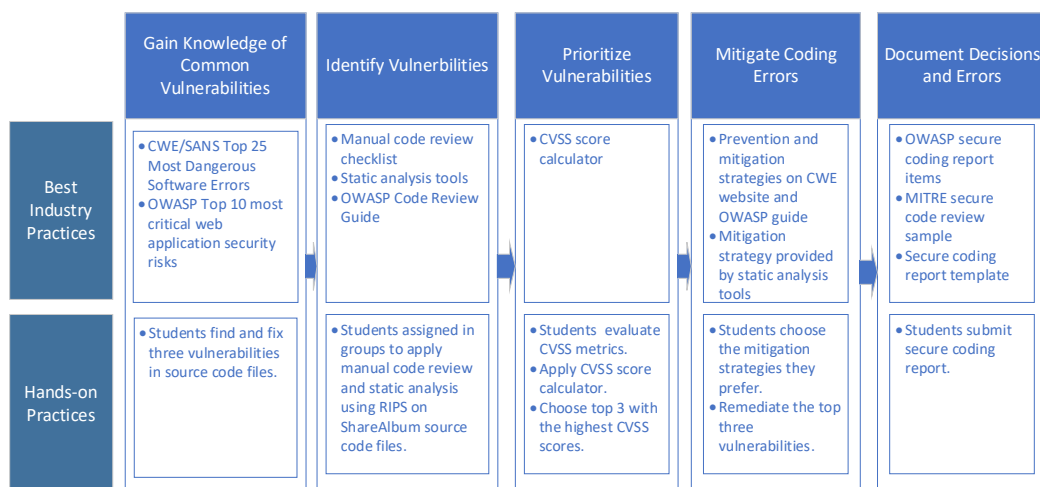 Gain Knowledge of
Common
Vulnerabilities
Identify Vulnerbilities
Prioritize
Vulnerabilities
Mitigate Coding
Errors
Document Decisions
and Errors
Best
Industry
Practices
• CWE/SANS Top 25
Most Dangerous
Software Errors
• OWASP Top 10 most
critical web
application security
risks
• Manual code review
checklist
• Static analysis tools
• OWASP Code Review
Guide
• CVSS score
calculator
• Prevention and
mitigation
strategies on CWE
website and
OWASP guide
• Mitigation
strategy provided
by static analysis
tools
• OWASP secure
coding report
items
• MITRE secure
code review
sample
• Secure coding
report template
Hands-on
Practices
• Students find and fix
three vulnerabilities
in source code files.
• Students assigned in
groups to apply
manual code review
and static analysis
using RIPS on
ShareAlbum source
code files.
• Students evaluate
CVSS metrics.
• Apply CVSS score
calculator.
• Choose top 3 with
the highest CVSS
scores.
• Students choose
the mitigation
strategies they
prefer.
• Remediate the top
three
vulnerabilities.
• Students submit
secure coding
report.